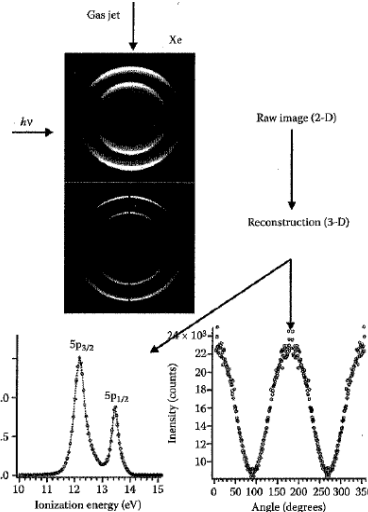 Gas jet
Xe
hν
Raw image (2-D)
Reconstruction (3-D)
5p3/2
5p1/2
.0
.5
.0
10 11 12 13 14 15
Ionization energy (eV)
24 × 10³
22
20
18
16
14
12
10
Inensity (counts)
0 50 100 150 200 250 300 350
Angle (degrees)